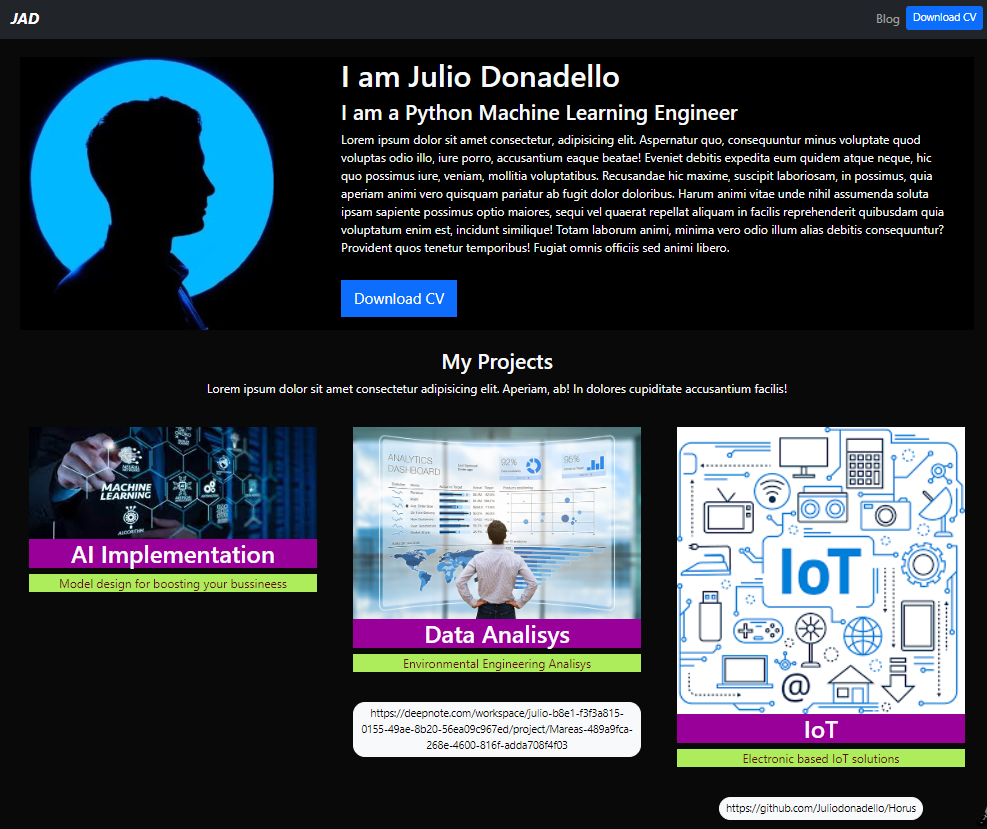 JAD
Blog
Download CV
I am Julio Donadello
I am a Python Machine Learning Engineer
Lorem ipsum dolor sit amet consectetur, adipisicing elit. Aspernatur quo, consequuntur minus voluptate quod
voluptas odio illo, iure porro, accusantium eaque beatae! Eveniet debitis expedita eum quidem atque neque, hic
quo possimus iure, veniam, mollitia voluptatibus. Recusandae hic maxime, suscipit laboriosam, in possimus, quia
aperiam animi vero quisquam pariatur ab fugit dolor doloribus. Harum animi vitae unde nihil assumenda soluta
ipsam sapiente possimus optio maiores, sequi vel quaerat repellat aliquam in facilis reprehenderit quibusdam quia
voluptatum enim est, incidunt similique! Totam laborum animi, minima vero odio illum alias debitis consequuntur?
Provident quos tenetur temporibus! Fugiat omnis officiis sed animi libero.
Download CV
My Projects
Lorem ipsum dolor sit amet consectetur adipisicing elit. Aperiam, ab! In dolores cupiditate accusantium facilis!
MACHINE
LEARNING
ALGORITHM
AI Implementation
Model design for boosting your bussineess
ANALYTICS
DASHBOARD
92%
95%
Data Analisys
Environmental Engineering Analisys
https://deepnote.com/workspace/julio-b8e1-f3f3a815-
0155-49ae-8b20-56ea09c967ed/project/Mareas-489a9fca-
268e-4600-816f-adda708f4f03
IoT
@
IoT
Electronic based IoT solutions
https://github.com/Juliodonadello/Horus